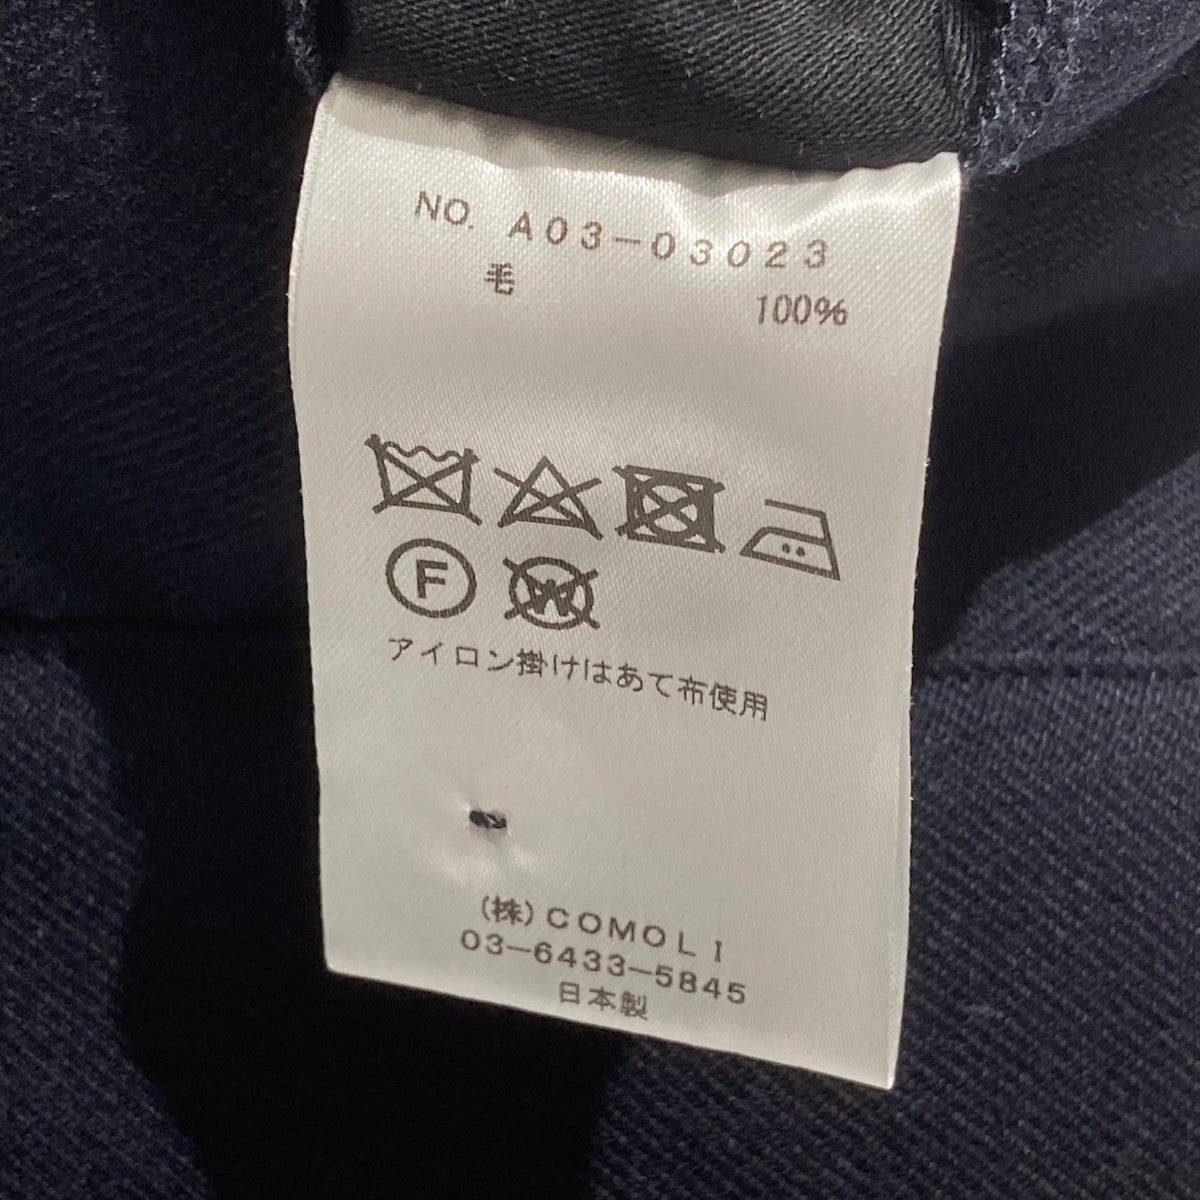 NO. A03-03023
毛 100%
F W
アイロン掛けはあて布使用
(株)COMOLI
03-6433-5845
日本製